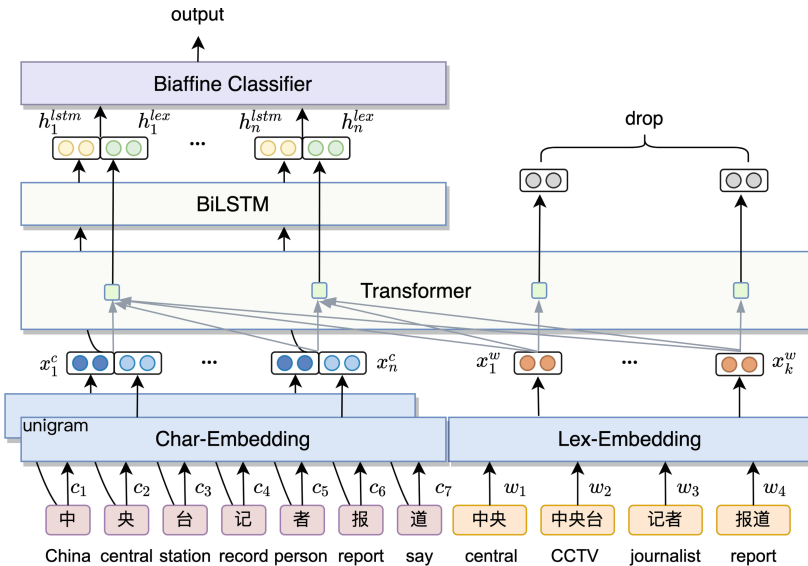 output
Biaffine Classifier
h_1^{lstm} h_1^{lex} ... h_n^{lstm} h_n^{lex}
drop
BiLSTM
Transformer
x_1^c ... x_n^c x_1^w ... x_k^w
unigram
Char-Embedding Lex-Embedding
c_1 c_2 c_3 c_4 c_5 c_6 c_7 w_1 w_2 w_3 w_4
中 央 台 记 者 报 道 中央 中央台 记者 报道
China central station record person report say central CCTV journalist report